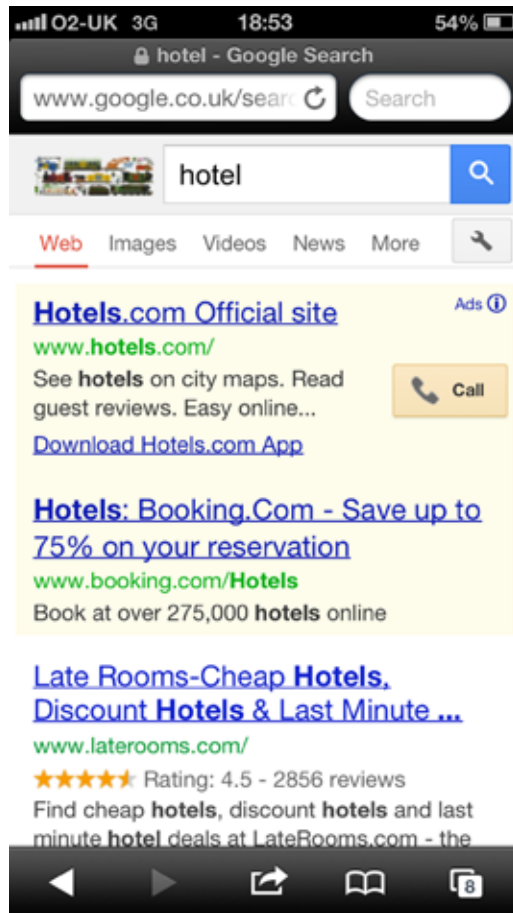 O2-UK 3G 18:53 54%
hotel - Google Search
www.google.co.uk/sear Search
hotel
Web Images Videos News More
Hotels.com Official site Ads
www.hotels.com/
See hotels on city maps. Read
guest reviews. Easy online...
Call
Download Hotels.com App
Hotels: Booking.Com - Save up to
75% on your reservation
www.booking.com/Hotels
Book at over 275,000 hotels online
Late Rooms-Cheap Hotels,
Discount Hotels & Last Minute ...
www.laterooms.com/
Rating: 4.5 - 2856 reviews
Find cheap hotels, discount hotels and last
minute hotel deals at LateRooms.com - the
8